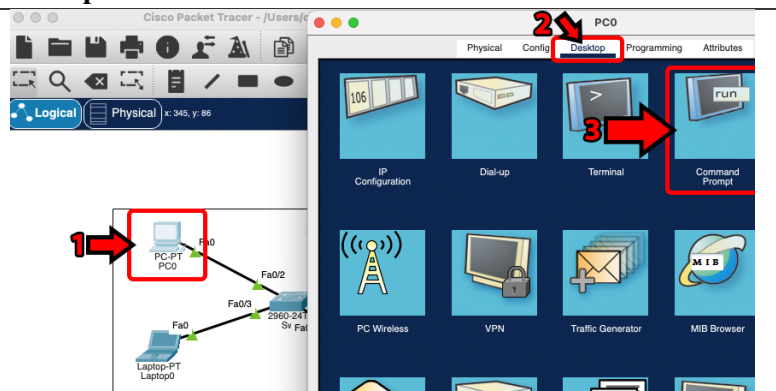 Cisco Packet Tracer - /Users/c
PC0
2
Physical Config Desktop Programming Attributes
Logical Physical x: 345, y: 86
106
>
run
3
IP Configuration
Dial-up
Terminal
Command Prompt
1
Fa0
PC-PT
PC0
Fa0/2
Fa0/3
2960-24T
Fa0
Sv Fa
Laptop-PT
Laptop0
((•))
MIB
PC Wireless
VPN
Traffic Generator
MIB Browser